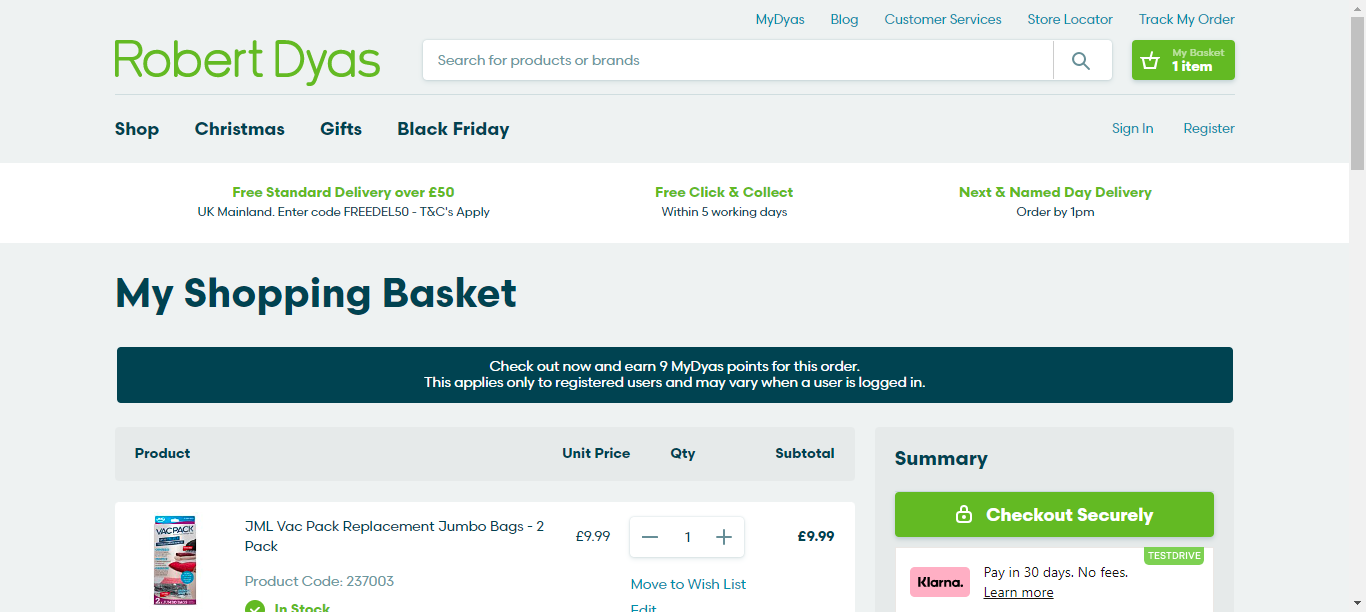 MyDyas Blog Customer Services Store Locator Track My Order
Robert Dyas
Search for products or brands
My Basket
1 item
Shop Christmas Gifts Black Friday
Sign In Register
Free Standard Delivery over £50
UK Mainland. Enter code FREEDEL50 - T&C's Apply
Free Click & Collect
Within 5 working days
Next & Named Day Delivery
Order by 1pm
My Shopping Basket
Check out now and earn 9 MyDyas points for this order.
This applies only to registered users and may vary when a user is logged in.
Product Unit Price Qty Subtotal
VACPACK
JML Vac Pack Replacement Jumbo Bags - 2
Pack
£9.99
1
£9.99
Product Code: 237003
In Stock
Move to Wish List
Edit
Summary
Checkout Securely
TESTDRIVE
Klarna.
Pay in 30 days. No fees.
Learn more